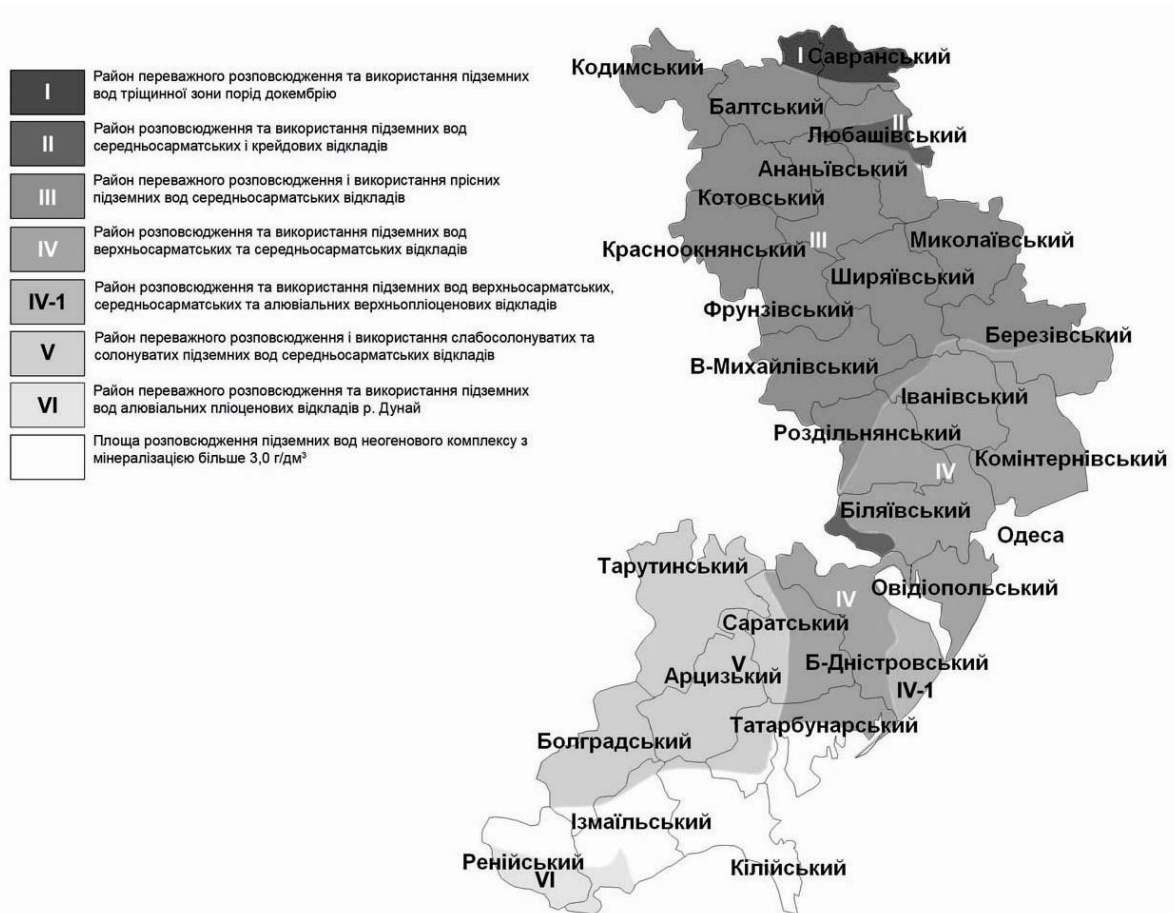 I
Район переважного розповсюдження та використання підземних
вод тріщинної зони порід докембрію
II
Район розповсюдження та використання підземних вод
середньосарматських і крейдових відкладів
III
Район переважного розповсюдження і використання прісних
підземних вод середньосарматських відкладів
IV
Район розповсюдження та використання підземних вод
верхньосарматських та середньосарматських відкладів
IV-1
Район розповсюдження та використання підземних вод верхньосарматських,
середньосарматських та алювіальних верхньопліоценових відкладів
V
Район переважного розповсюдження і використання слабосолонуватих та
солонуватих підземних вод середньосарматських відкладів
VI
Район переважного розповсюдження та використання підземних
вод алювіальних пліоценових відкладів р. Дунай
Площа розповсюдження підземних вод неогенового комплексу з
мінералізацією більше 3,0 г/дм³
I
Савранський
Кодимський
Балтський
II
Любашівський
Ананьївський
Котовський
III
Миколаївський
Красноокнянський
Ширяївський
Фрунзівський
Березівський
В-Михайлівський
Іванівський
Роздільнянський
Комінтернівський
IV
Біляївський
Одеса
Тарутинський
Овідіопольський
IV
Саратський
Б-Дністровський
V
Арцизький
IV-1
Татарбунарський
Болградський
Ізмаїльський
Ренійський
VI
Кілійський